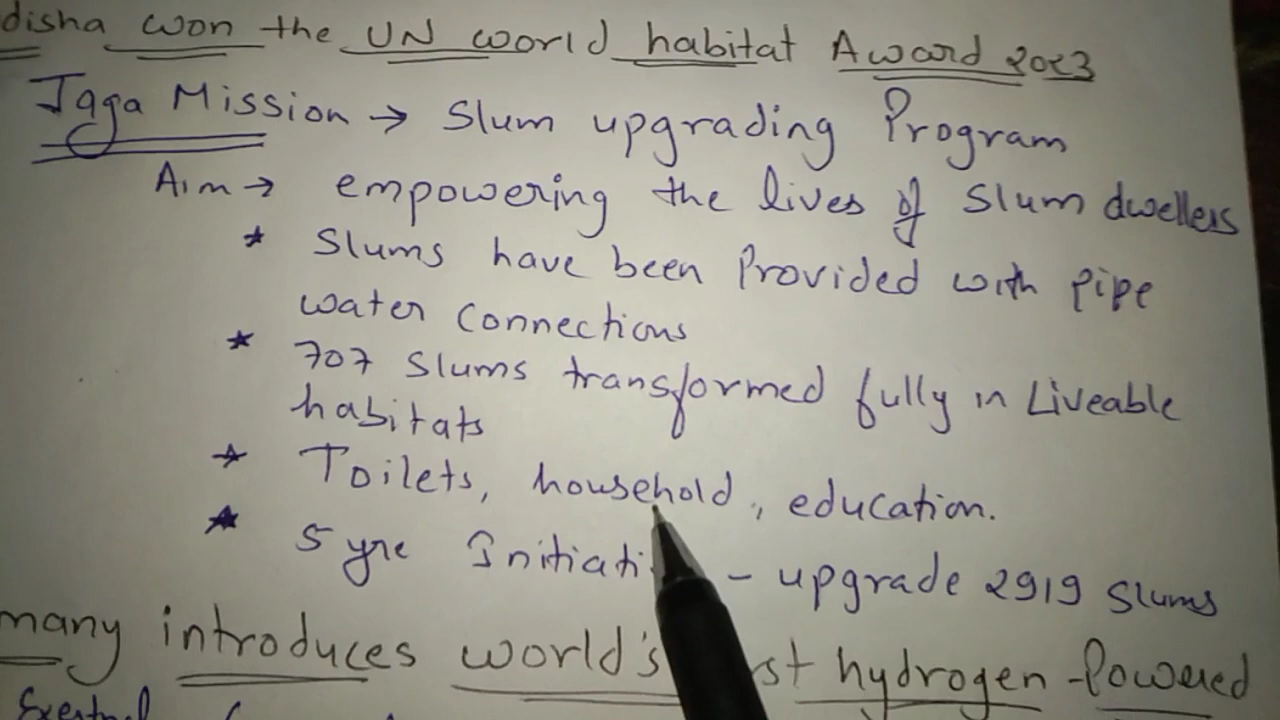 disha won the UN world habitat Award 2023
Jaga Mission → Slum upgrading Program
Aim → empowering the lives of Slum dwellers
* Slums have been Provided with pipe
water connections
* 707 Slums transformed fully in Liveable
habitats
* Toilets, household, education.
* 5 yre Initiati - upgrade 2919 Slums
many introduces world's st hydrogen-Powered